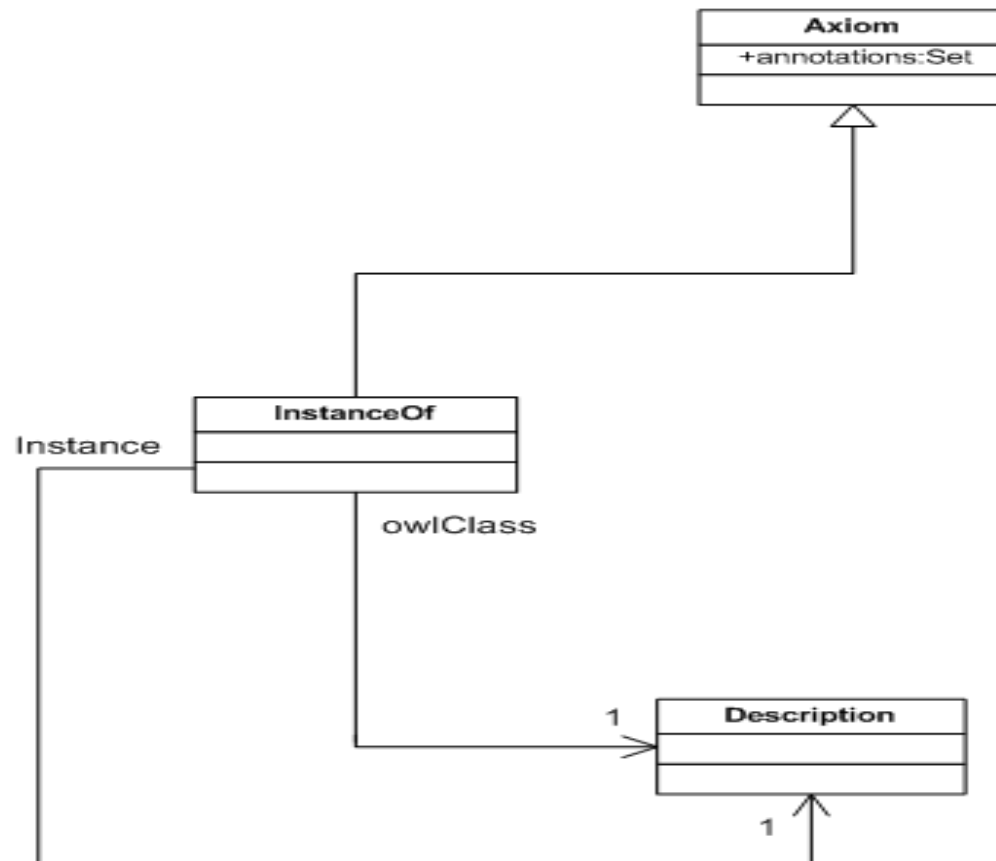 Axiom
+annotations:Set
InstanceOf
Instance
owlClass
1
Description
1